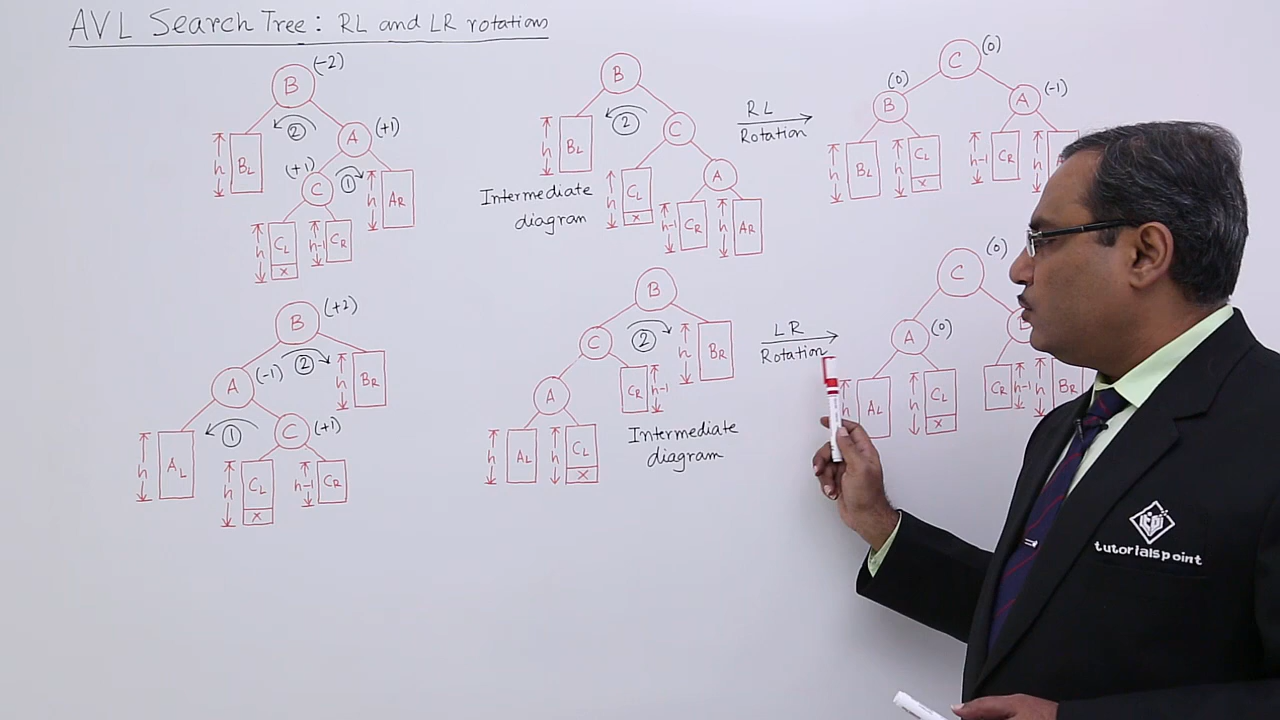 AVL Search Tree: RL and LR rotations
B (-2)
② 
A (+1)
h BL
(+1) C ① h AR
h CL h-1 CR
x
B
②
C
h BL
A
h CL
x
h-1 CR h AR
Intermediate
diagram
RL
Rotation
C (0)
(0) B A (-1)
h BL h CL h-1 CR
x
B (+2)
②
A (-1)
h BR
① C (+1)
h AL
h CL h-1 CR
x
B
C ② h BR
A CR h-1
h AL h CL
x
Intermediate
diagram
LR
Rotation
C (0)
A (0)
h AL h CL CR h-1 h BR
x
tutorialspoint